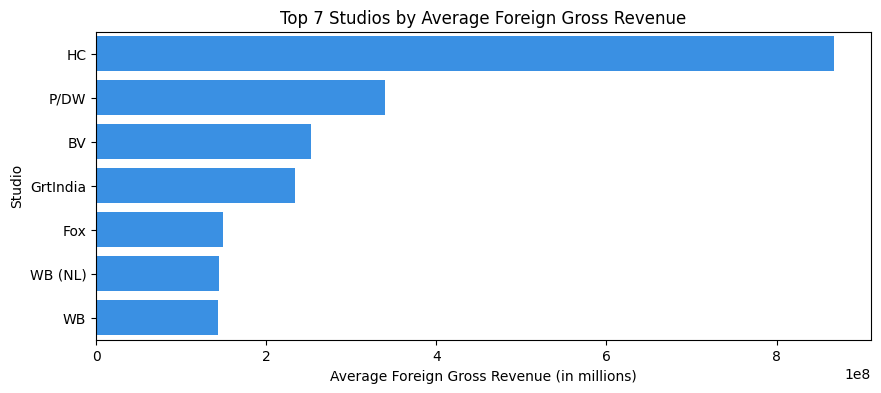 Top 7 Studios by Average Foreign Gross Revenue
Studio
HC
P/DW
BV
GrtIndia
Fox
WB (NL)
WB
0 2 4 6 8
1e8
Average Foreign Gross Revenue (in millions)